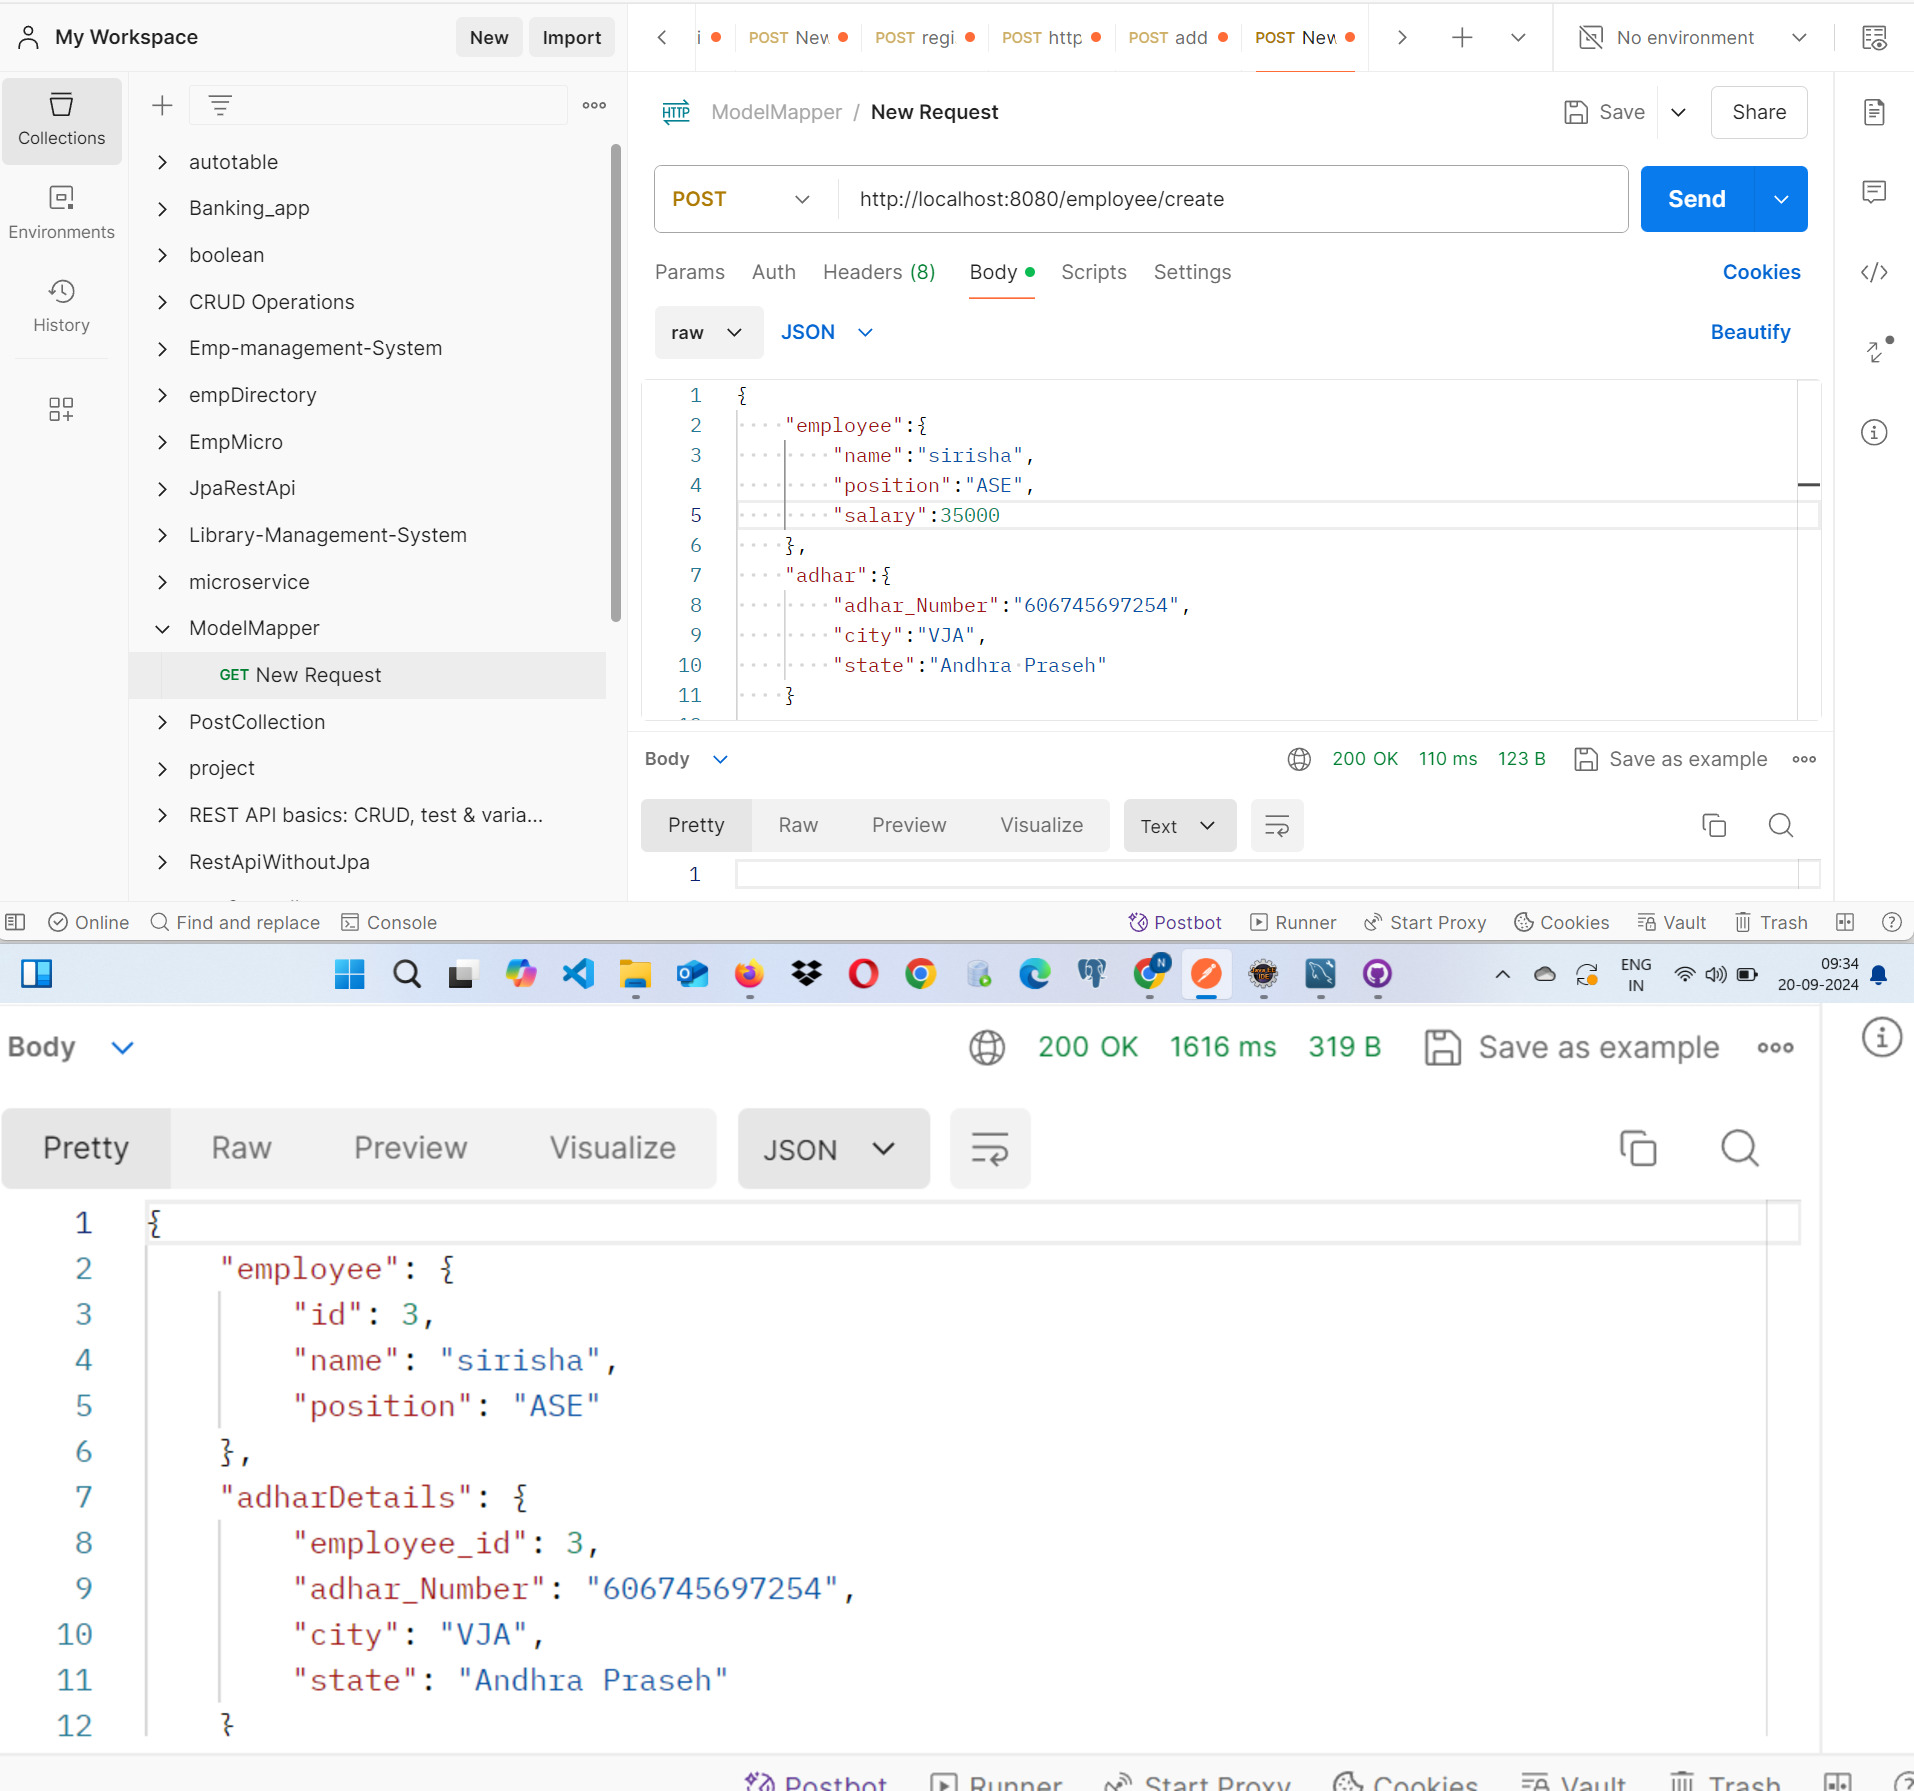 My Workspace
New
Import
POST New
POST regi
POST http
POST add
POST New
No environment
Collections
Environments
History
autotable
Banking_app
boolean
CRUD Operations
Emp-management-System
empDirectory
EmpMicro
JpaRestApi
Library-Management-System
microservice
ModelMapper
GET New Request
PostCollection
project
REST API basics: CRUD, test & varia...
RestApiWithoutJpa
HTTP ModelMapper / New Request
Save
Share
POST http://localhost:8080/employee/create
Send
Params Auth Headers (8) Body Scripts Settings
Cookies
raw JSON
Beautify
1 {
2 "employee":{
3 "name":"sirisha",
4 "position":"ASE",
5 "salary":35000
6 },
7 "adhar":{
8 "adhar_Number":"606745697254",
9 "city":"VJA",
10 "state":"Andhra Praseh"
11 }
Body
200 OK 110 ms 123 B Save as example
Pretty Raw Preview Visualize Text
1
Online Find and replace Console
Postbot Runner Start Proxy Cookies Vault Trash
ENG
IN
09:34
20-09-2024
Body 200 OK 1616 ms 319 B Save as example
Pretty Raw Preview Visualize JSON
1 {
2 "employee": {
3 "id": 3,
4 "name": "sirisha",
5 "position": "ASE"
6 },
7 "adharDetails": {
8 "employee_id": 3,
9 "adhar_Number": "606745697254",
10 "city": "VJA",
11 "state": "Andhra Praseh"
12 }
Postbot Runner Start Proxy Cookies Vault Trash